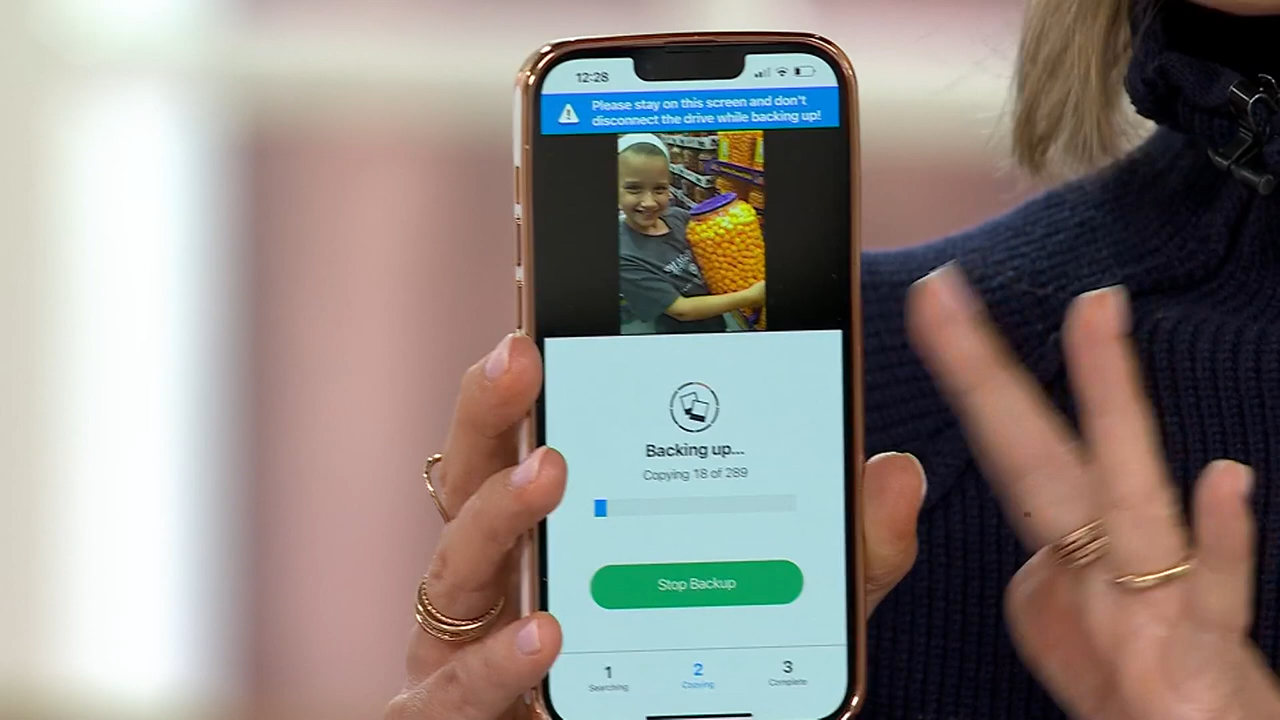 12:28
Please stay on this screen and don't
disconnect the drive while backing up!
Backing up...
Copying 18 of 289
Stop Backup
1 2 3
Searching Copying Complete